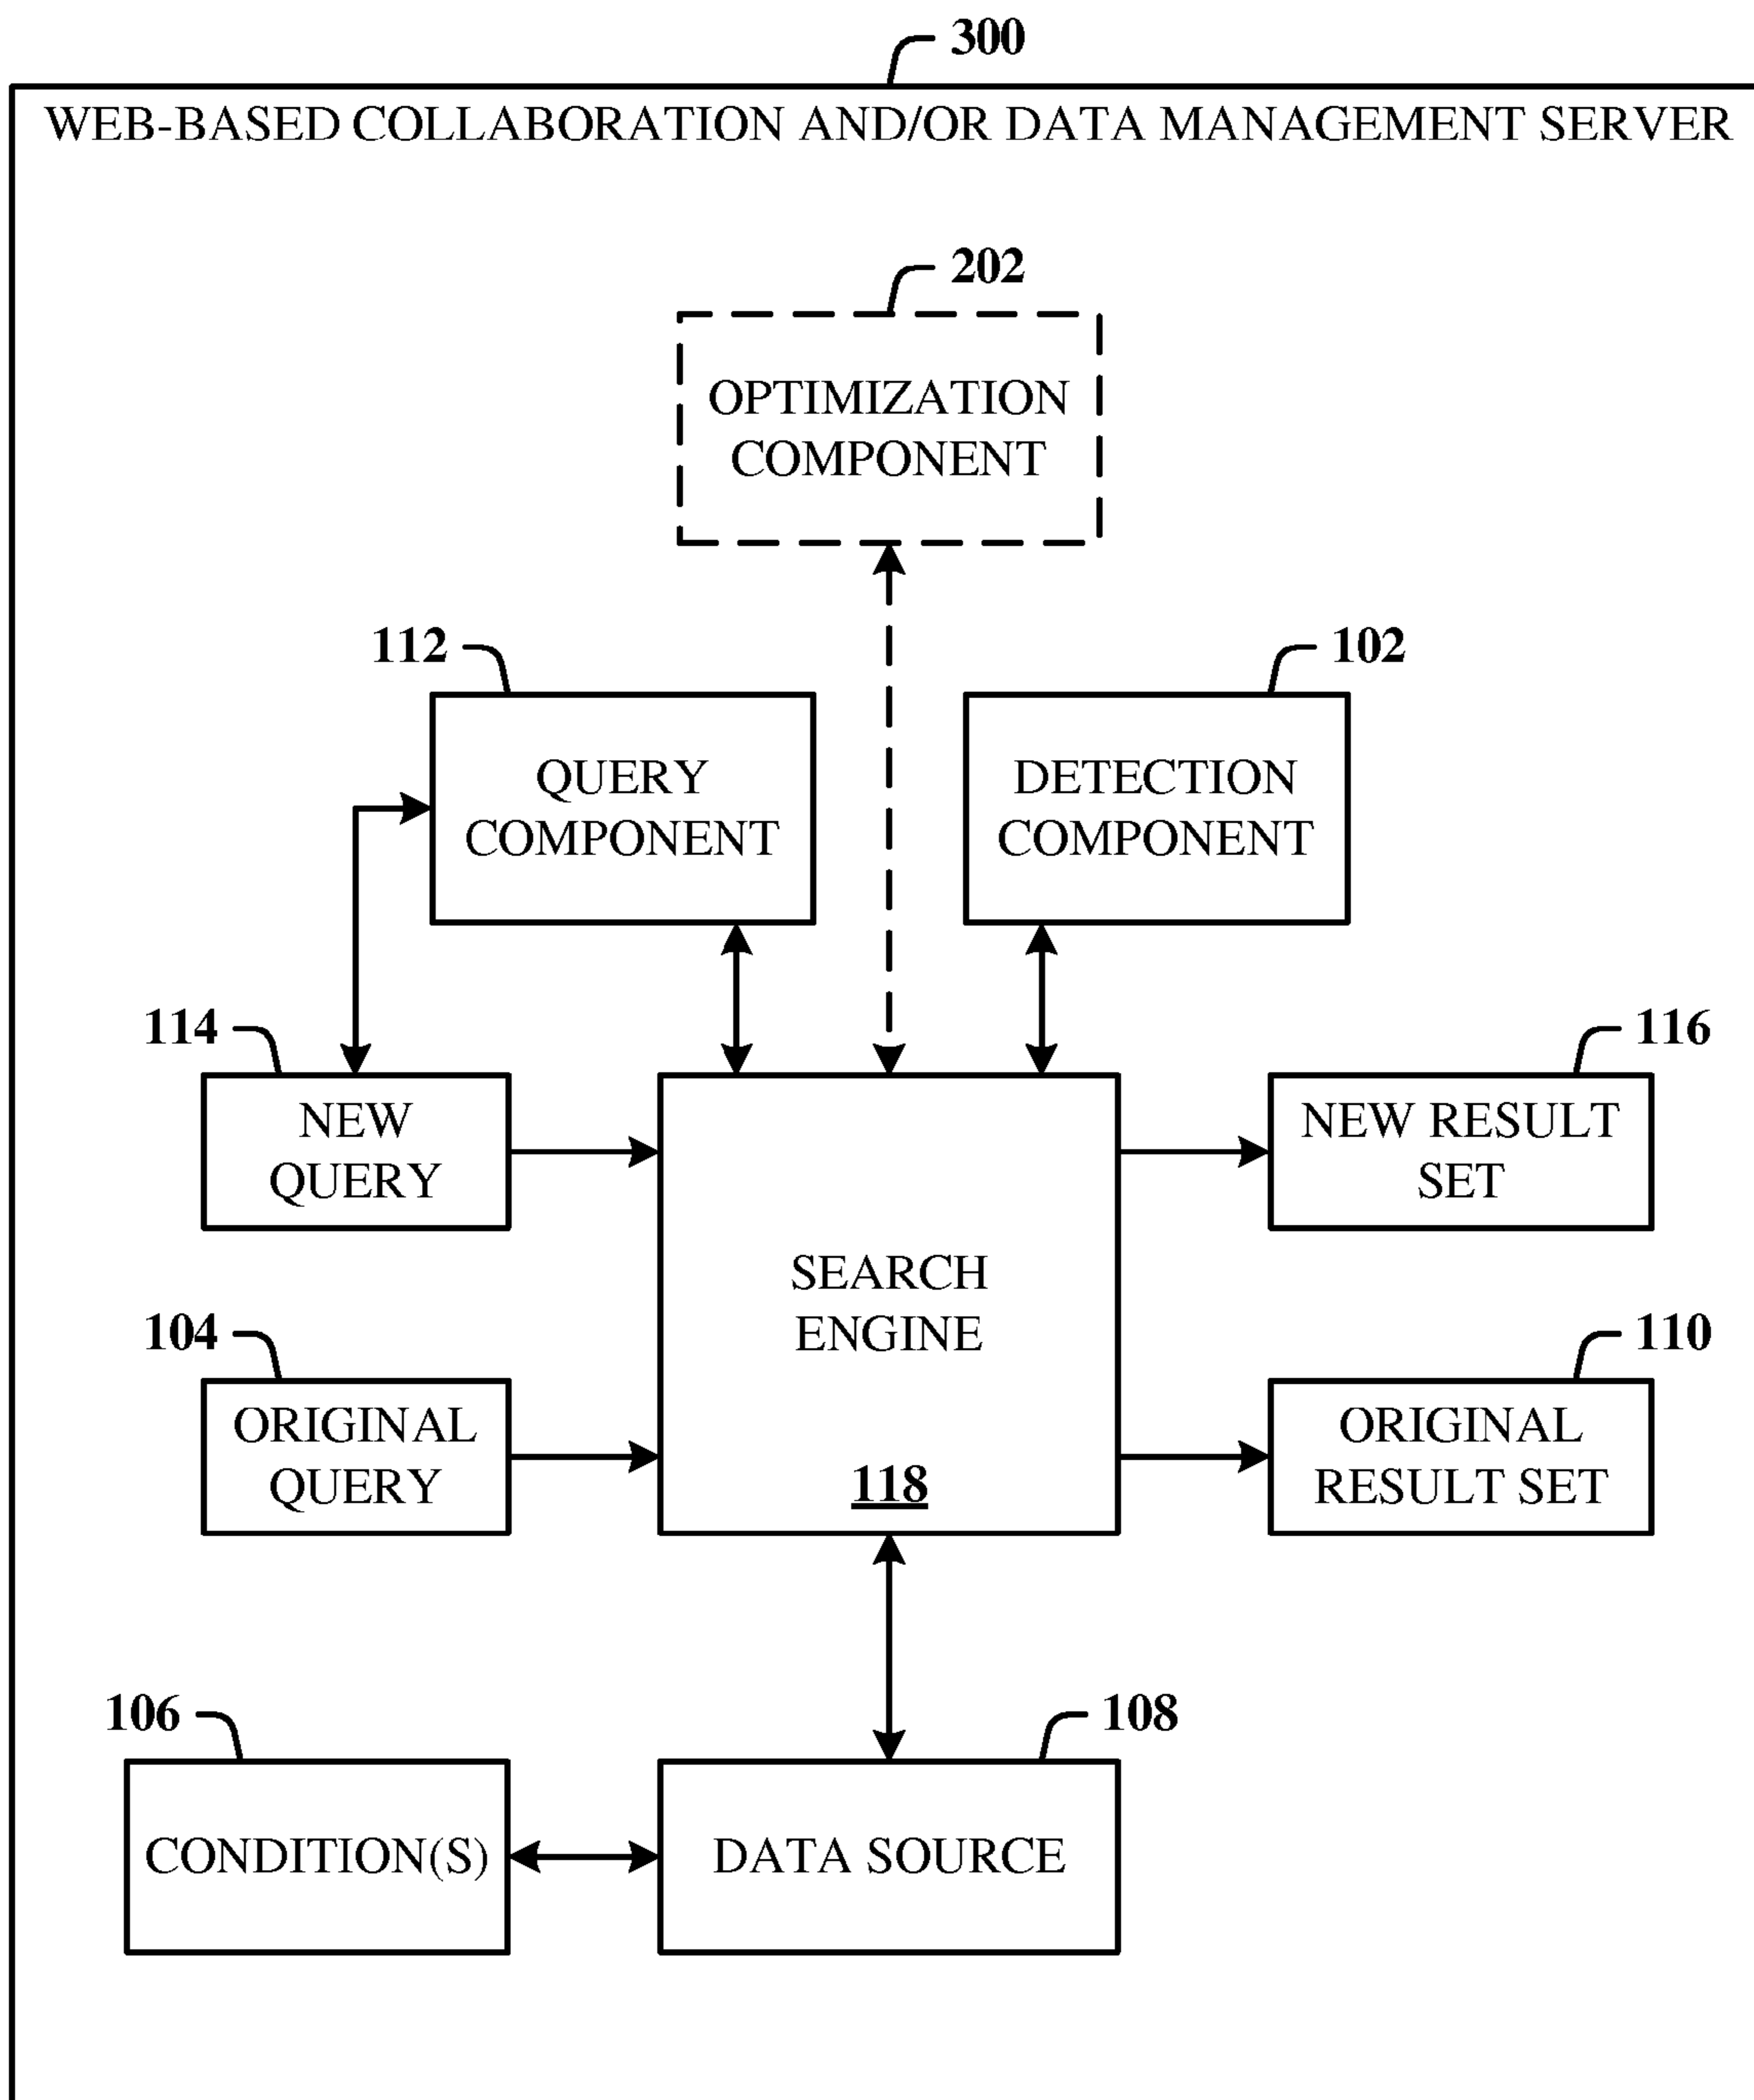 300
WEB-BASED COLLABORATION AND/OR DATA MANAGEMENT SERVER
202
OPTIMIZATION
COMPONENT
112
102
QUERY
COMPONENT
DETECTION
COMPONENT
114
116
NEW
QUERY
NEW RESULT
SET
SEARCH
ENGINE
118
104
110
ORIGINAL
QUERY
ORIGINAL
RESULT SET
106
108
CONDITION(S)
DATA SOURCE